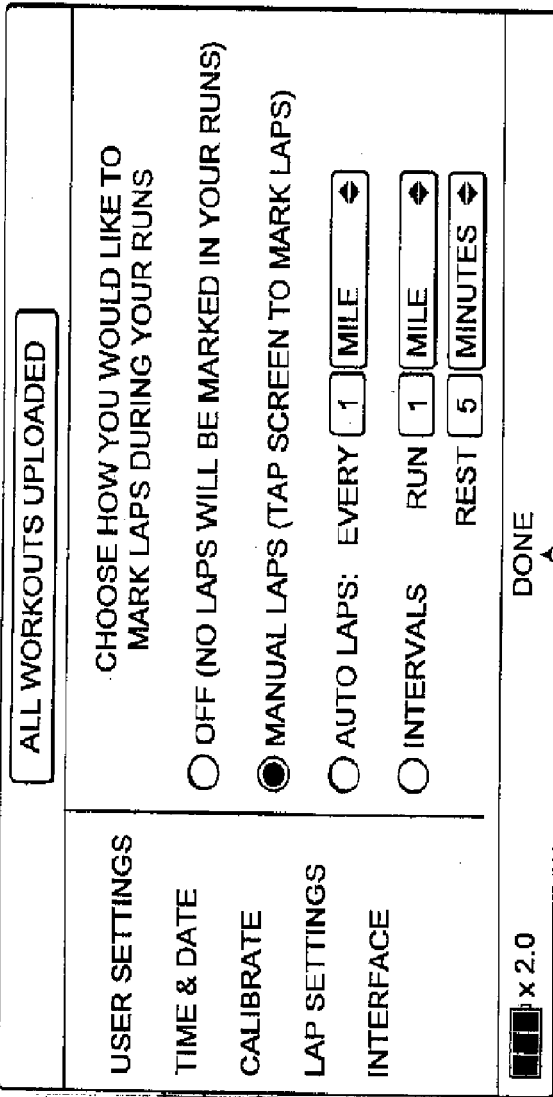 ALL WORKOUTS UPLOADED
USER SETTINGS
TIME & DATE
CALIBRATE
LAP SETTINGS
INTERFACE
CHOOSE HOW YOU WOULD LIKE TO
MARK LAPS DURING YOUR RUNS
OFF (NO LAPS WILL BE MARKED IN YOUR RUNS)
MANUAL LAPS (TAP SCREEN TO MARK LAPS)
AUTO LAPS: EVERY 1 MILE
INTERVALS RUN 1 MILE
REST 5 MINUTES
x 2.0
DONE